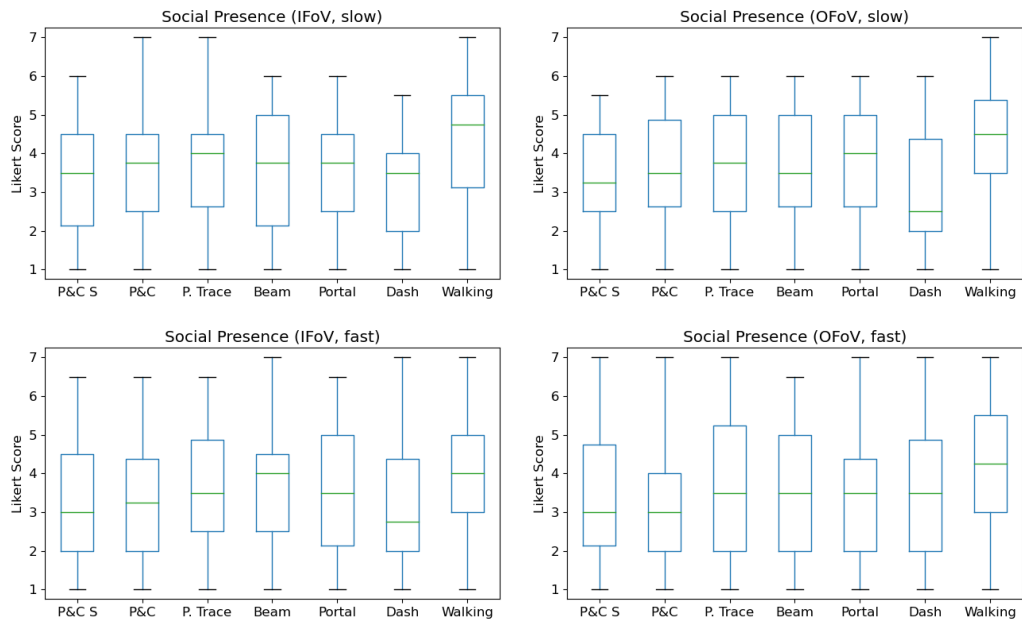 Social Presence (IFoV, slow)
Likert Score
7
6
5
4
3
2
1
P&C S P&C P. Trace Beam Portal Dash Walking
Social Presence (OFoV, slow)
Likert Score
7
6
5
4
3
2
1
P&C S P&C P. Trace Beam Portal Dash Walking
Social Presence (IFoV, fast)
Likert Score
7
6
5
4
3
2
1
P&C S P&C P. Trace Beam Portal Dash Walking
Social Presence (OFoV, fast)
Likert Score
7
6
5
4
3
2
1
P&C S P&C P. Trace Beam Portal Dash Walking